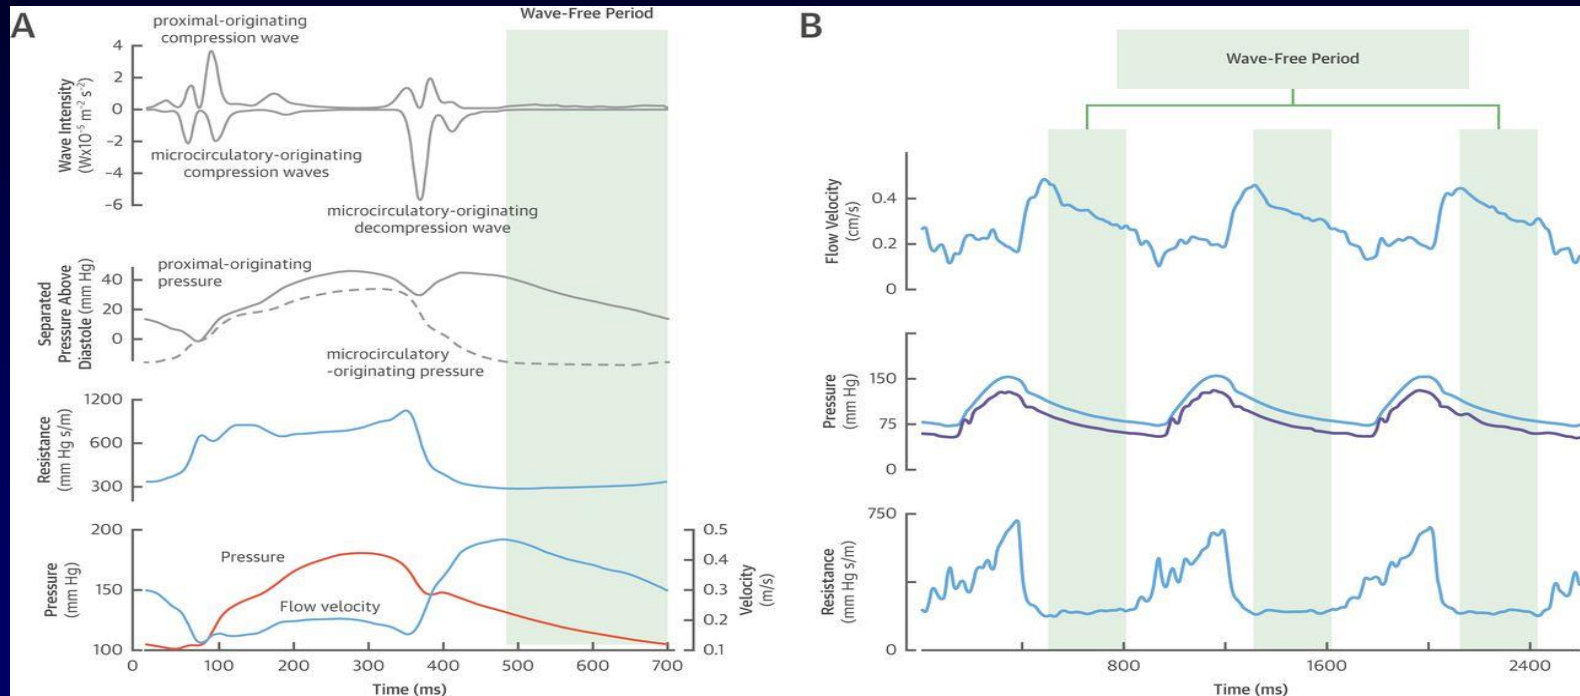 A
proximal-originating
compression wave
Wave-Free Period
4
2
0
-2
-4
-6
Wave Intensity
(Wx10⁻⁵ m⁻² s⁻²)
microcirculatory-originating
compression waves
microcirculatory-originating
decompression wave
proximal-originating
pressure
40
20
0
Separated
Pressure Above
Diastole (mm Hg)
microcirculatory
-originating pressure
1200
600
300
Resistance
(mm Hg s/m)
200
150
100
Pressure
(mm Hg)
Pressure
Flow velocity
0.5
0.4
0.3
0.2
0.1
Velocity
(m/s)
0
100
200
300
400
500
600
700
Time (ms)
B
Wave-Free Period
0.4
0.2
0
Flow Velocity
(cm/s)
150
75
0
Pressure
(mm Hg)
750
0
Resistance
(mm Hg s/m)
800
1600
2400
Time (ms)